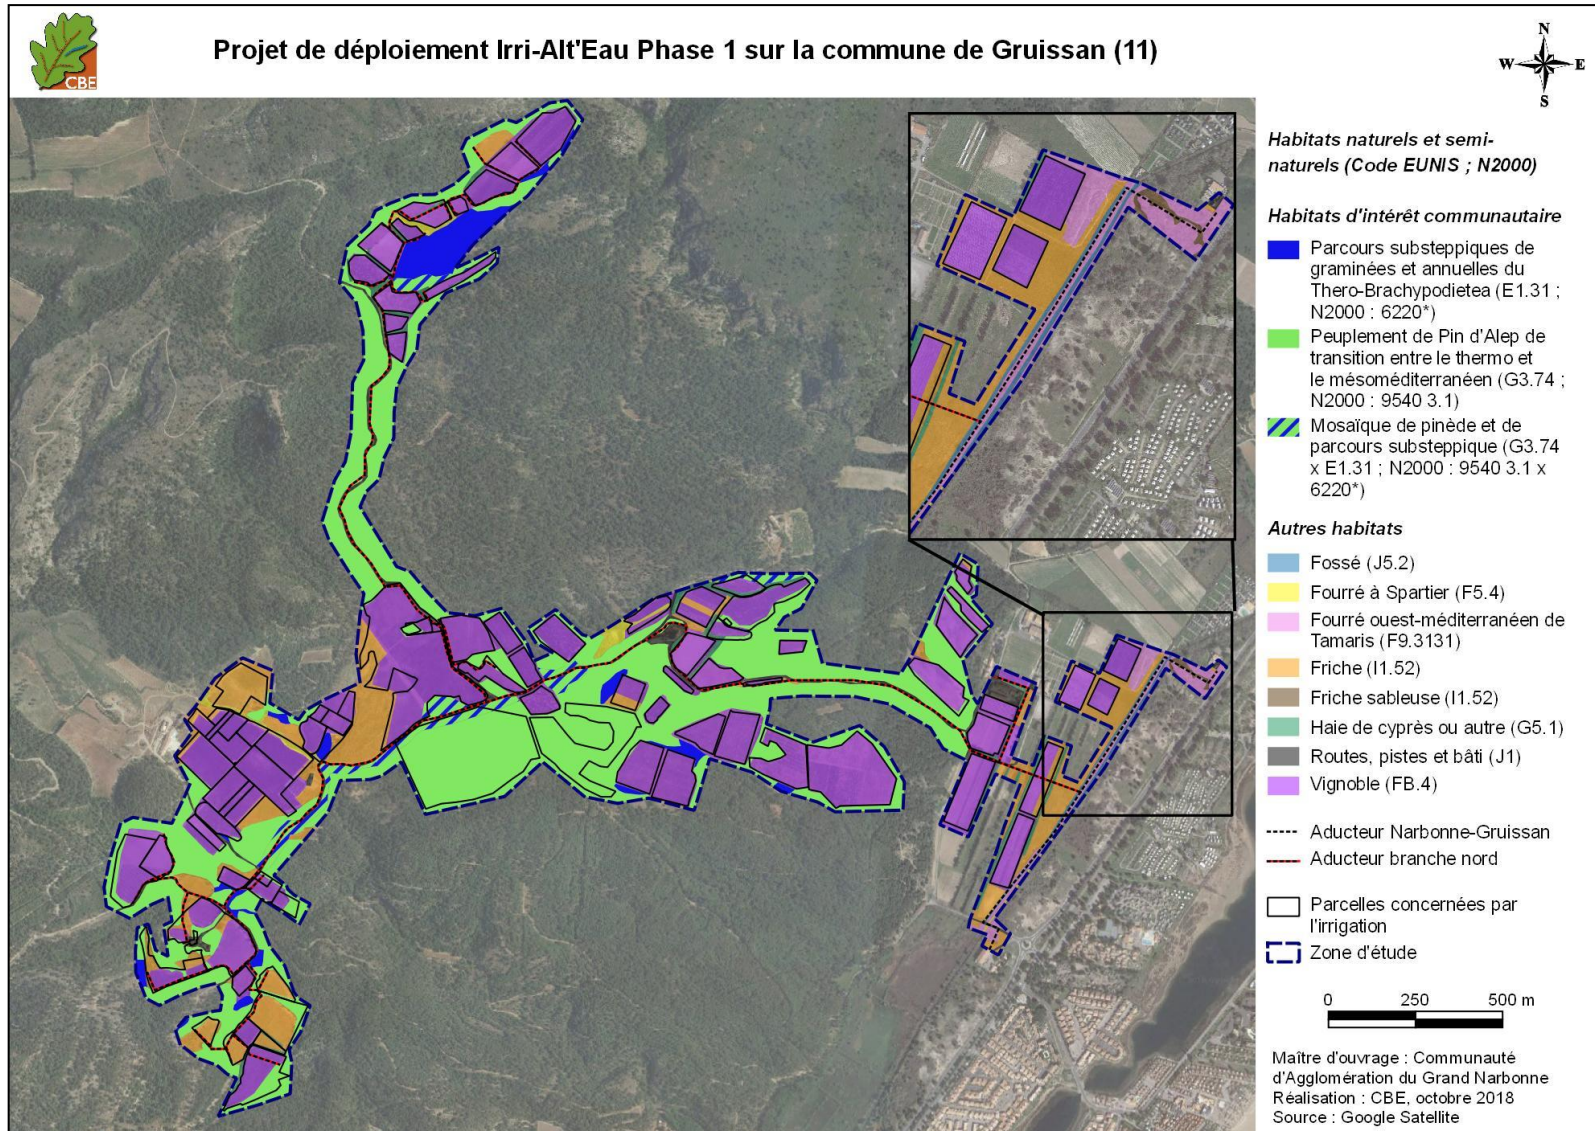 CBE
Projet de déploiement Irri-Alt'Eau Phase 1 sur la commune de Gruissan (11)
N
W E
S
Habitats naturels et semi-
naturels (Code EUNIS ; N2000)
Habitats d'intérêt communautaire
Parcours substeppiques de
graminées et annuelles du
Thero-Brachypodietea (E1.31 ;
N2000 : 6220*)
Peuplement de Pin d'Alep de
transition entre le thermo et
le mésoméditerranéen (G3.74 ;
N2000 : 9540 3.1)
Mosaïque de pinède et de
parcours substeppique (G3.74
x E1.31 ; N2000 : 9540 3.1 x
6220*)
Autres habitats
Fossé (J5.2)
Fourré à Spartier (F5.4)
Fourré ouest-méditerranéen de
Tamaris (F9.3131)
Friche (I1.52)
Friche sableuse (I1.52)
Haie de cyprès ou autre (G5.1)
Routes, pistes et bâti (J1)
Vignoble (FB.4)
Aducteur Narbonne-Gruissan
Aducteur branche nord
Parcelles concernées par
l'irrigation
Zone d'étude
0 250 500 m
Maître d'ouvrage : Communauté
d'Agglomération du Grand Narbonne
Réalisation : CBE, octobre 2018
Source : Google Satellite